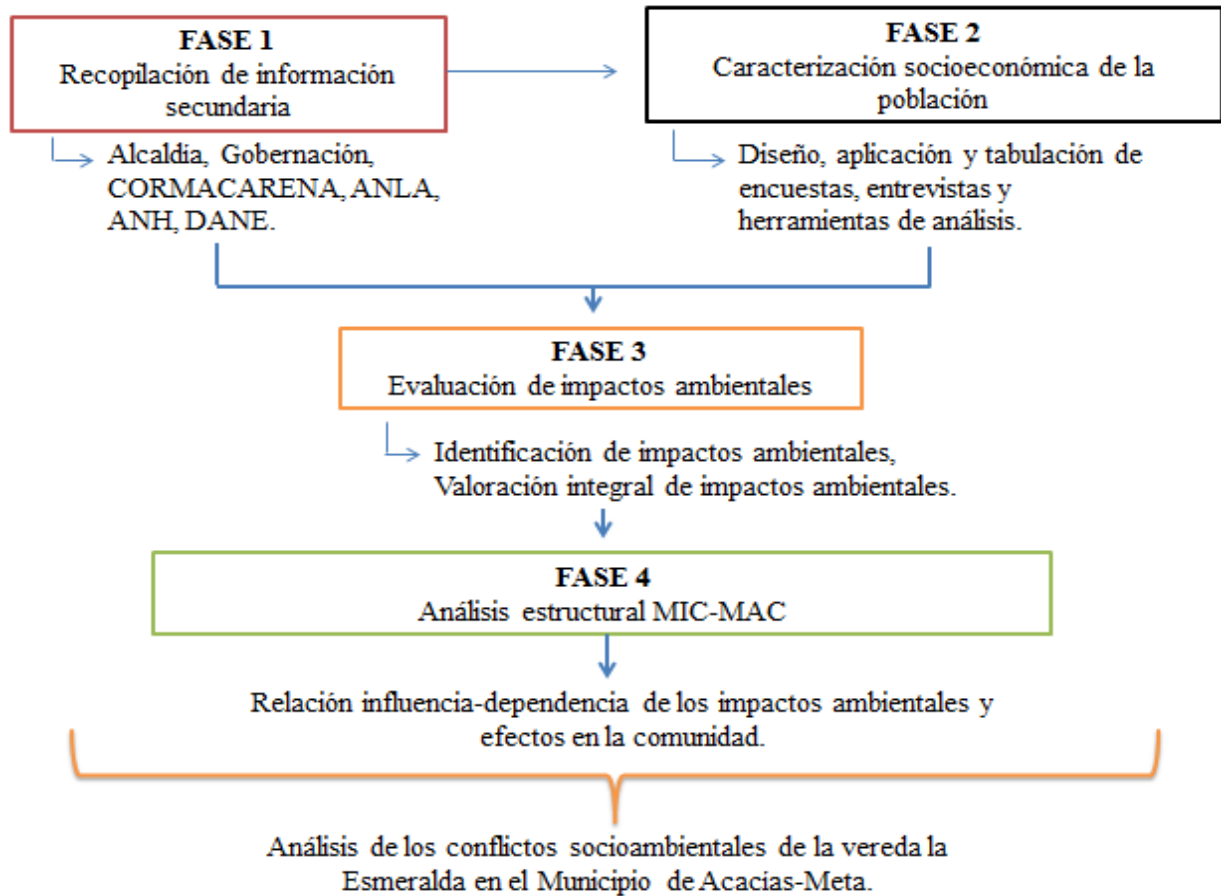 FASE 1
Recopilación de información
secundaria
Alcaldía, Gobernación,
CORMACARENA, ANLA,
ANH, DANE.
FASE 2
Caracterización socioeconómica de la
población
Diseño, aplicación y tabulación de
encuestas, entrevistas y
herramientas de análisis.
FASE 3
Evaluación de impactos ambientales
Identificación de impactos ambientales,
Valoración integral de impactos ambientales.
FASE 4
Análisis estructural MIC-MAC
Relación influencia-dependencia de los impactos ambientales y
efectos en la comunidad.
Análisis de los conflictos socioambientales de la vereda la
Esmeralda en el Municipio de Acacias-Meta.